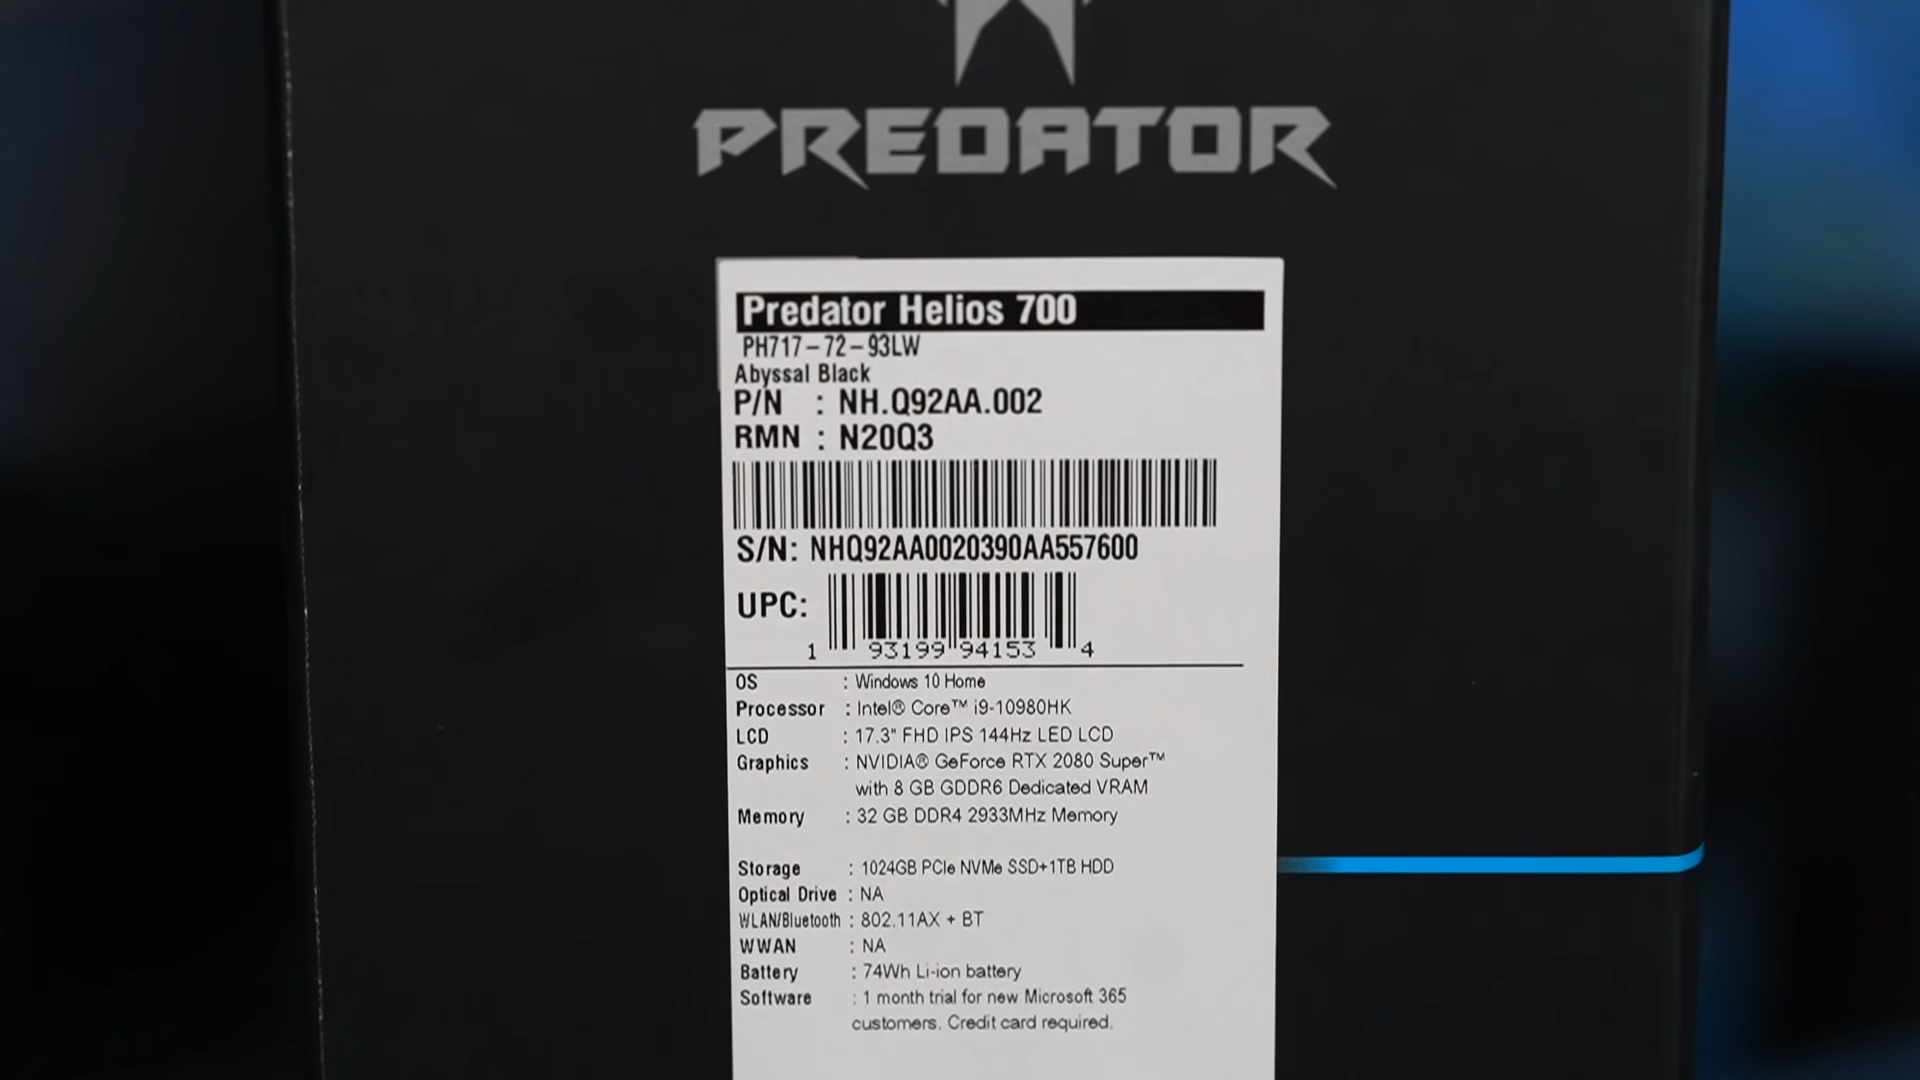 PREDATOR
Predator Helios 700
PH717-72-93LW
Abyssal Black
P/N : NH.Q92AA.002
RMN : N20Q3
S/N: NHQ92AA0020390AA557600
UPC:
1 93199 94153 4
OS : Windows 10 Home
Processor : Intel® Core™ i9-10980HK
LCD : 17.3" FHD IPS 144Hz LED LCD
Graphics : NVIDIA® GeForce RTX 2080 Super™
with 8 GB GDDR6 Dedicated VRAM
Memory : 32 GB DDR4 2933MHz Memory
Storage : 1024GB PCIe NVMe SSD+1TB HDD
Optical Drive : NA
WLAN/Bluetooth : 802.11AX + BT
WWAN : NA
Battery : 74Wh Li-ion battery
Software : 1 month trial for new Microsoft 365
customers. Credit card required.